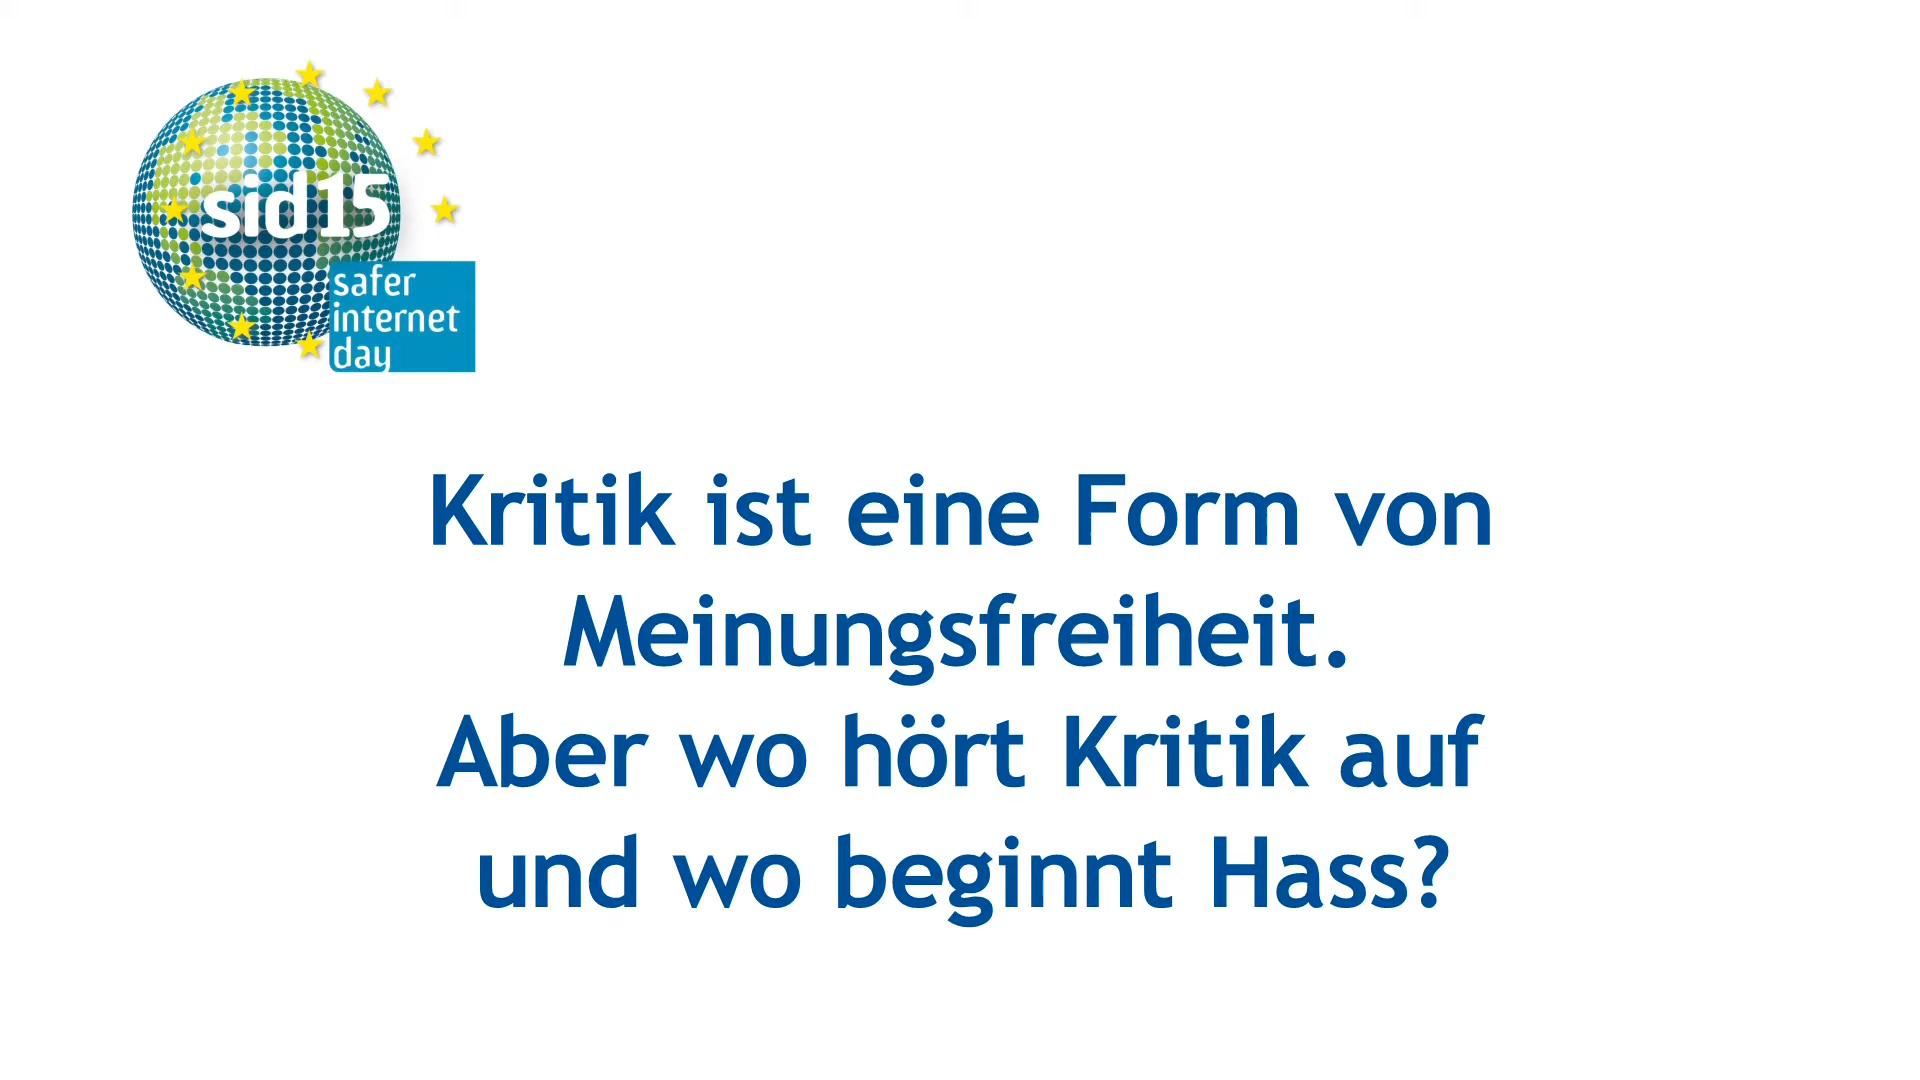 sid15
safer
internet
day
Kritik ist eine Form von
Meinungsfreiheit.
Aber wo hört Kritik auf
und wo beginnt Hass?